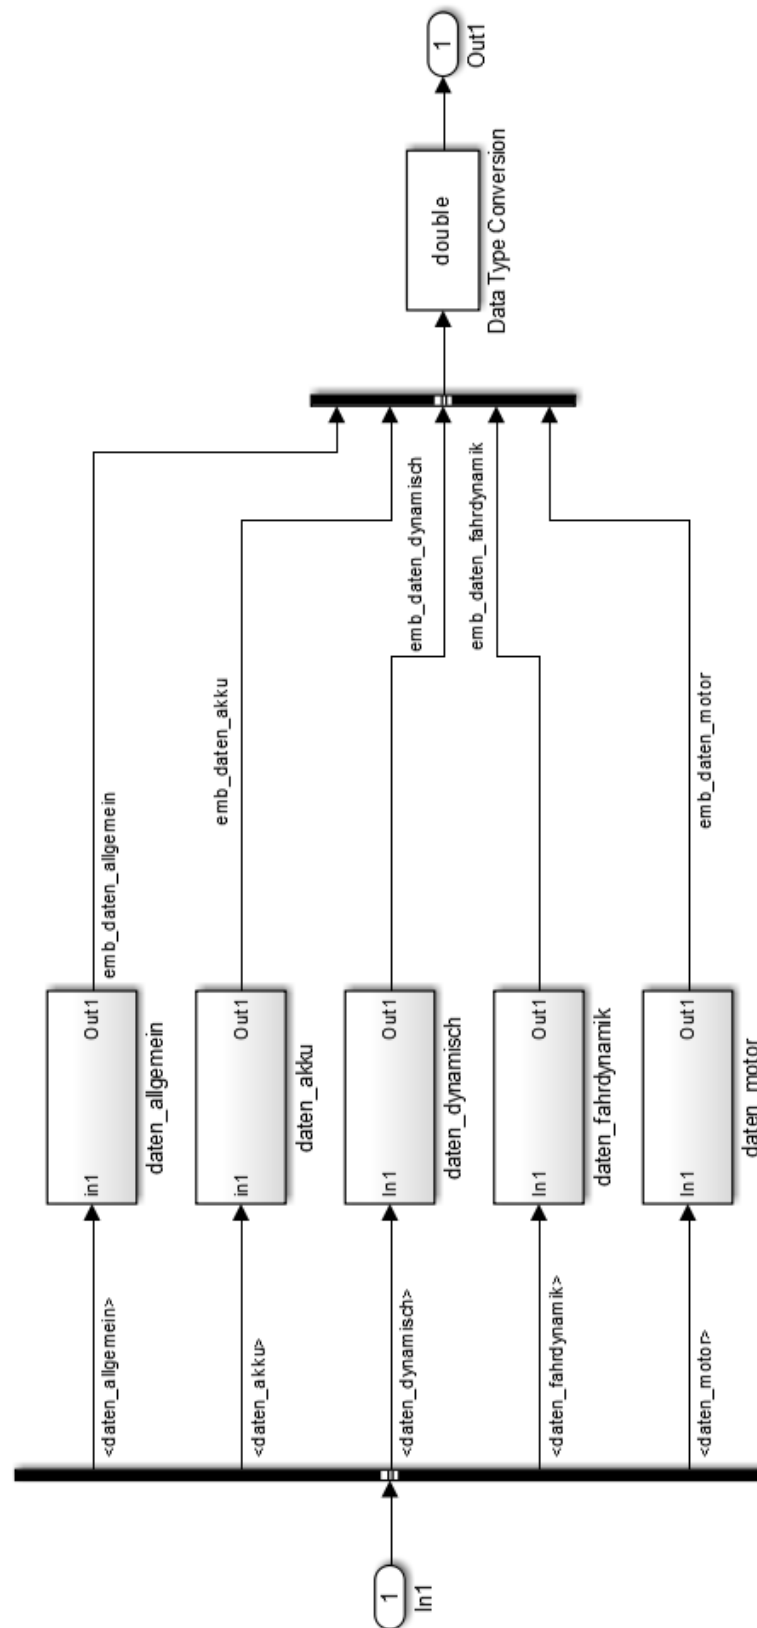 1
In1
<daten_allgemein>
<daten_akku>
<daten_dynamisch>
<daten_fahrdynamik>
<daten_motor>
in1
Out1
daten_allgemein
in1
Out1
daten_akku
In1
Out1
daten_dynamisch
In1
Out1
daten_fahrdynamik
In1
Out1
daten_motor
emb_daten_allgemein
emb_daten_akku
emb_daten_dynamisch
emb_daten_fahrdynamik
emb_daten_motor
double
Data Type Conversion
1
Out1